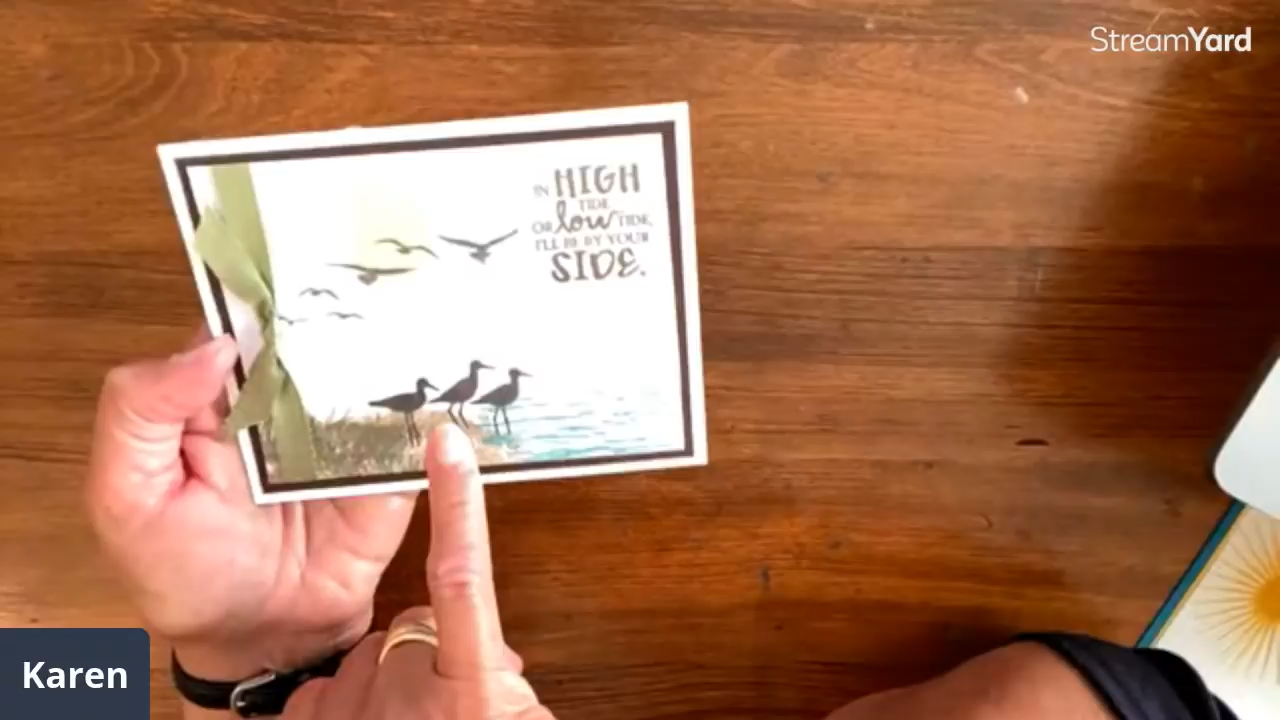 StreamYard
IN HIGH
TIDE
OR low TIDE,
I'LL BE BY YOUR
SIDE.
Karen